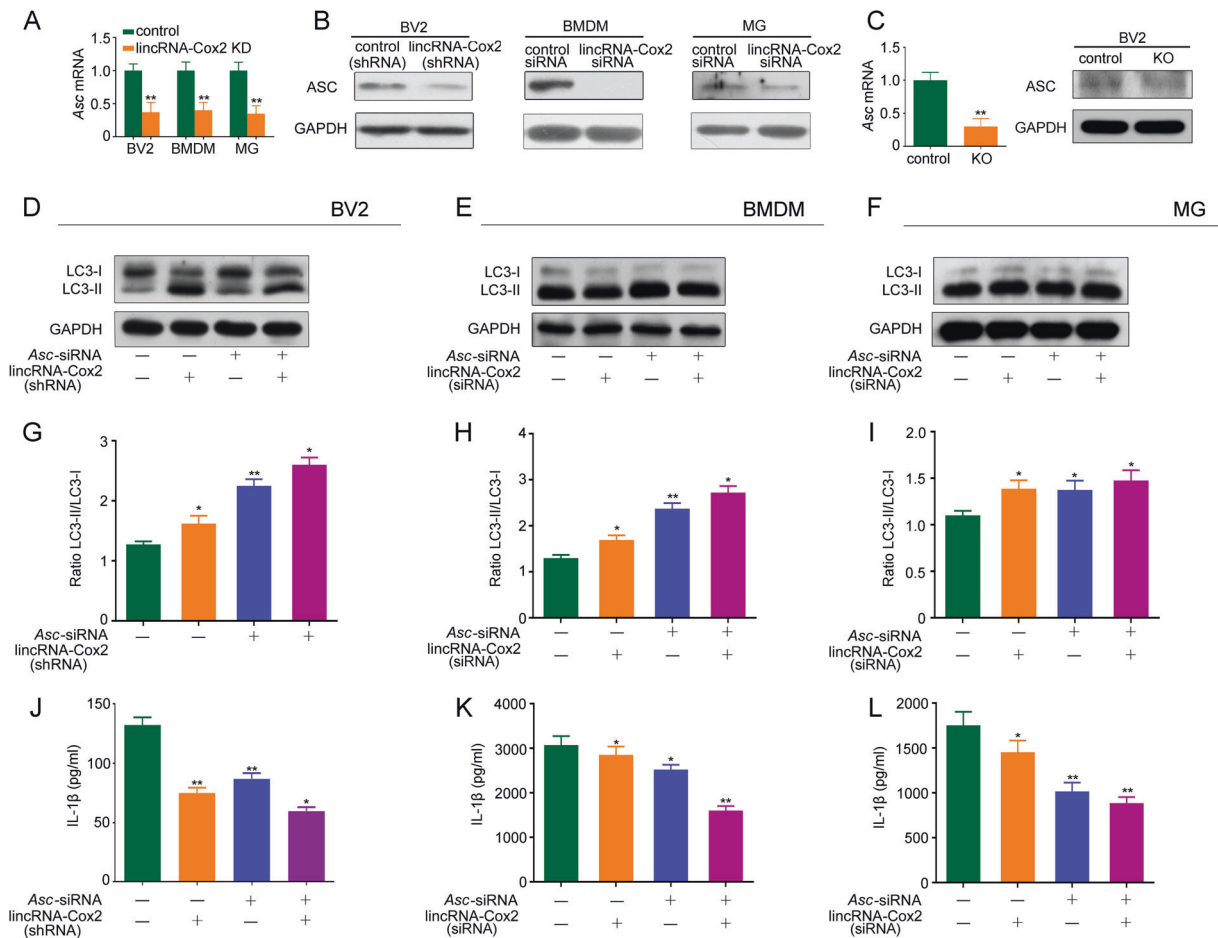 A
control
lincRNA-Cox2 KD
Asc mRNA
1.5
1.0
0.5
0
**
**
**
BV2
BMDM
MG
B
BV2
control
(shRNA)
lincRNA-Cox2
(shRNA)
BMDM
control
siRNA
lincRNA-Cox2
siRNA
MG
control
siRNA
lincRNA-Cox2
siRNA
ASC
GAPDH
C
Asc mRNA
1.5
1.0
0.5
0
**
control
KO
BV2
control
KO
ASC
GAPDH
D
BV2
LC3-I
LC3-II
GAPDH
Asc-siRNA
— — + +
lincRNA-Cox2
(shRNA)
— + — +
E
BMDM
LC3-I
LC3-II
GAPDH
Asc-siRNA
— — + +
lincRNA-Cox2
(siRNA)
— + — +
F
MG
LC3-I
LC3-II
GAPDH
Asc-siRNA
— — + +
lincRNA-Cox2
(siRNA)
— + — +
G
Ratio LC3-II/LC3-I
3
2
1
0
*
**
*
Asc-siRNA
— — + +
lincRNA-Cox2
(shRNA)
— + — +
H
Ratio LC3-II/LC3-I
4
3
2
1
0
*
**
*
Asc-siRNA
— — + +
lincRNA-Cox2
(siRNA)
— + — +
I
Ratio LC3-II/LC3-I
2.0
1.5
1.0
0.5
0
*
*
*
Asc-siRNA
— — + +
lincRNA-Cox2
(siRNA)
— + — +
J
IL-1β (pg/ml)
150
100
50
0
**
**
*
Asc-siRNA
— — + +
lincRNA-Cox2
(shRNA)
— + — +
K
IL-1β (pg/ml)
4000
3000
2000
1000
0
*
*
**
Asc-siRNA
— — + +
lincRNA-Cox2
(siRNA)
— + — +
L
IL-1β (pg/ml)
2000
1500
1000
500
0
*
**
**
Asc-siRNA
— — + +
lincRNA-Cox2
(siRNA)
— + — +